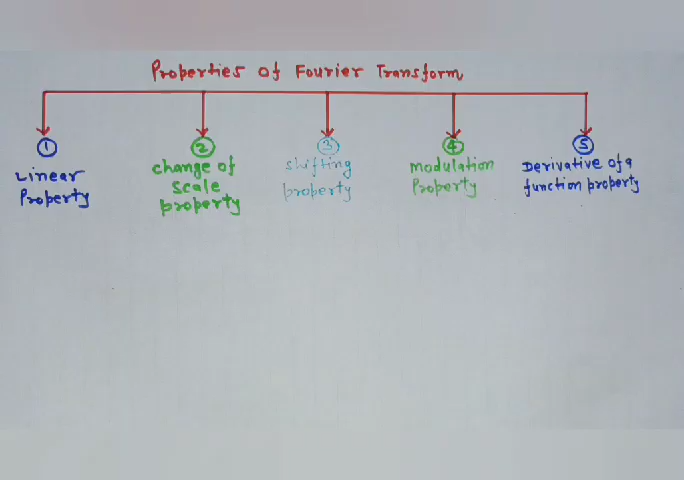 Properties of Fourier Transform
1
Linear
Property
2
change of
scale
property
3
shifting
property
4
modulation
Property
5
Derivative of a
function property